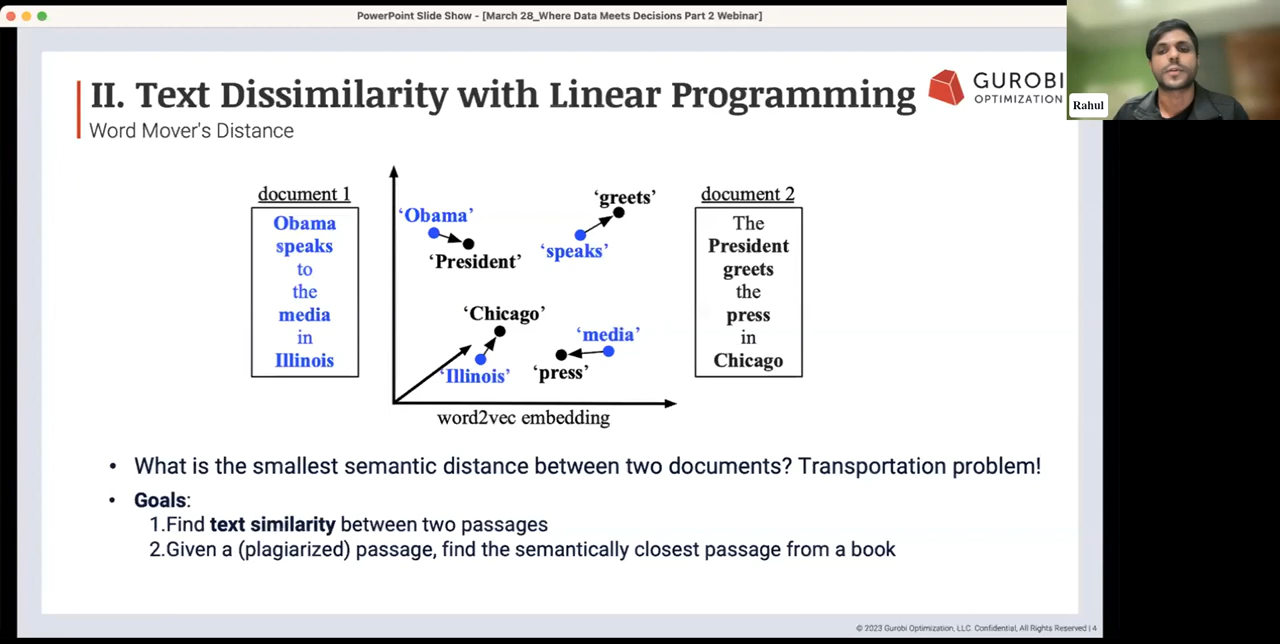 PowerPoint Slide Show - [March 28_Where Data Meets Decisions Part 2 Webinar]
II. Text Dissimilarity with Linear Programming
Word Mover's Distance
GUROBI
OPTIMIZATION
Rahul
document 1
Obama
speaks
to
the
media
in
Illinois
‘Obama’
‘President’
‘greets’
‘speaks’
‘Chicago’
‘Illinois’
‘media’
‘press’
word2vec embedding
document 2
The
President
greets
the
press
in
Chicago
• What is the smallest semantic distance between two documents? Transportation problem!
• Goals:
1.Find text similarity between two passages
2.Given a (plagiarized) passage, find the semantically closest passage from a book
© 2023 Gurobi Optimization, LLC. Confidential, All Rights Reserved | 4